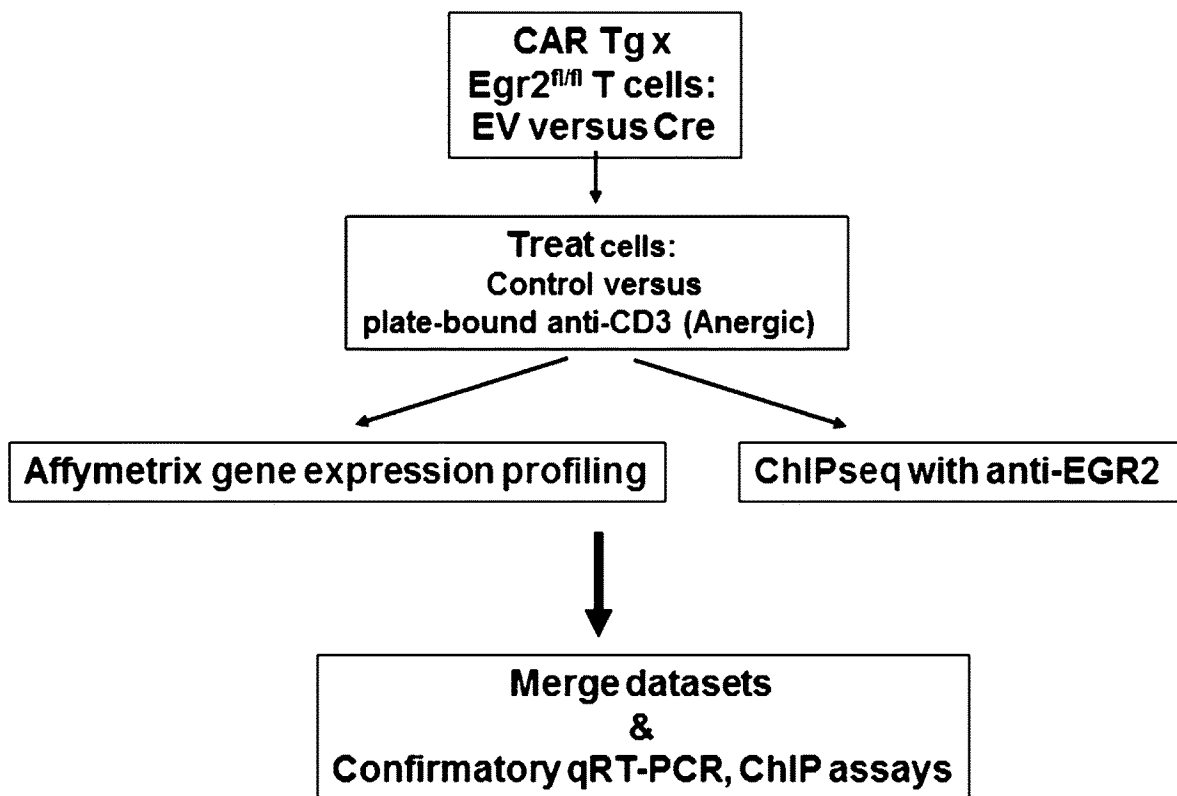 CAR Tg x
Egr2fl/fl T cells:
EV versus Cre
Treat cells:
Control versus
plate-bound anti-CD3 (Anergic)
Affymetrix gene expression profiling
ChIPseq with anti-EGR2
Merge datasets
&
Confirmatory qRT-PCR, ChIP assays